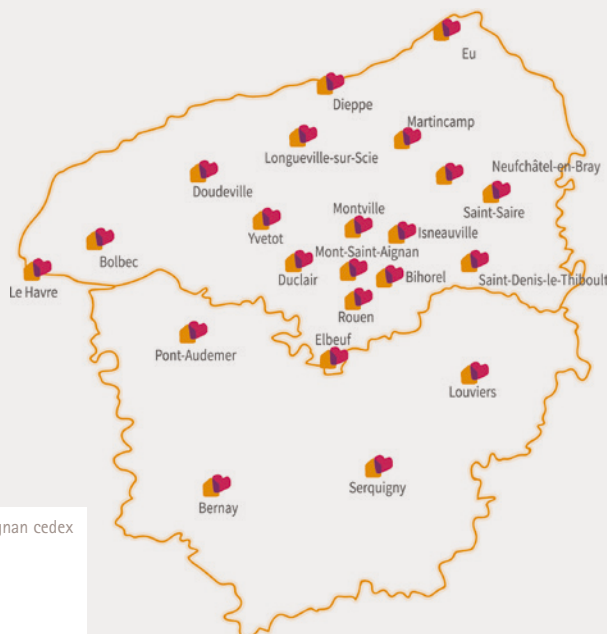 Eu
Dieppe
Martincamp
Longueville-sur-Scie
Neufchâtel-en-Bray
Doudeville
Saint-Saire
Montville
Yvetot
Isneauville
Mont-Saint-Aignan
Bolbec
Duclair
Bihorel
Saint-Denis-le-Thiboult
Le Havre
Rouen
Elbeuf
Pont-Audemer
Louviers
Serquigny
Bernay
gnan cedex